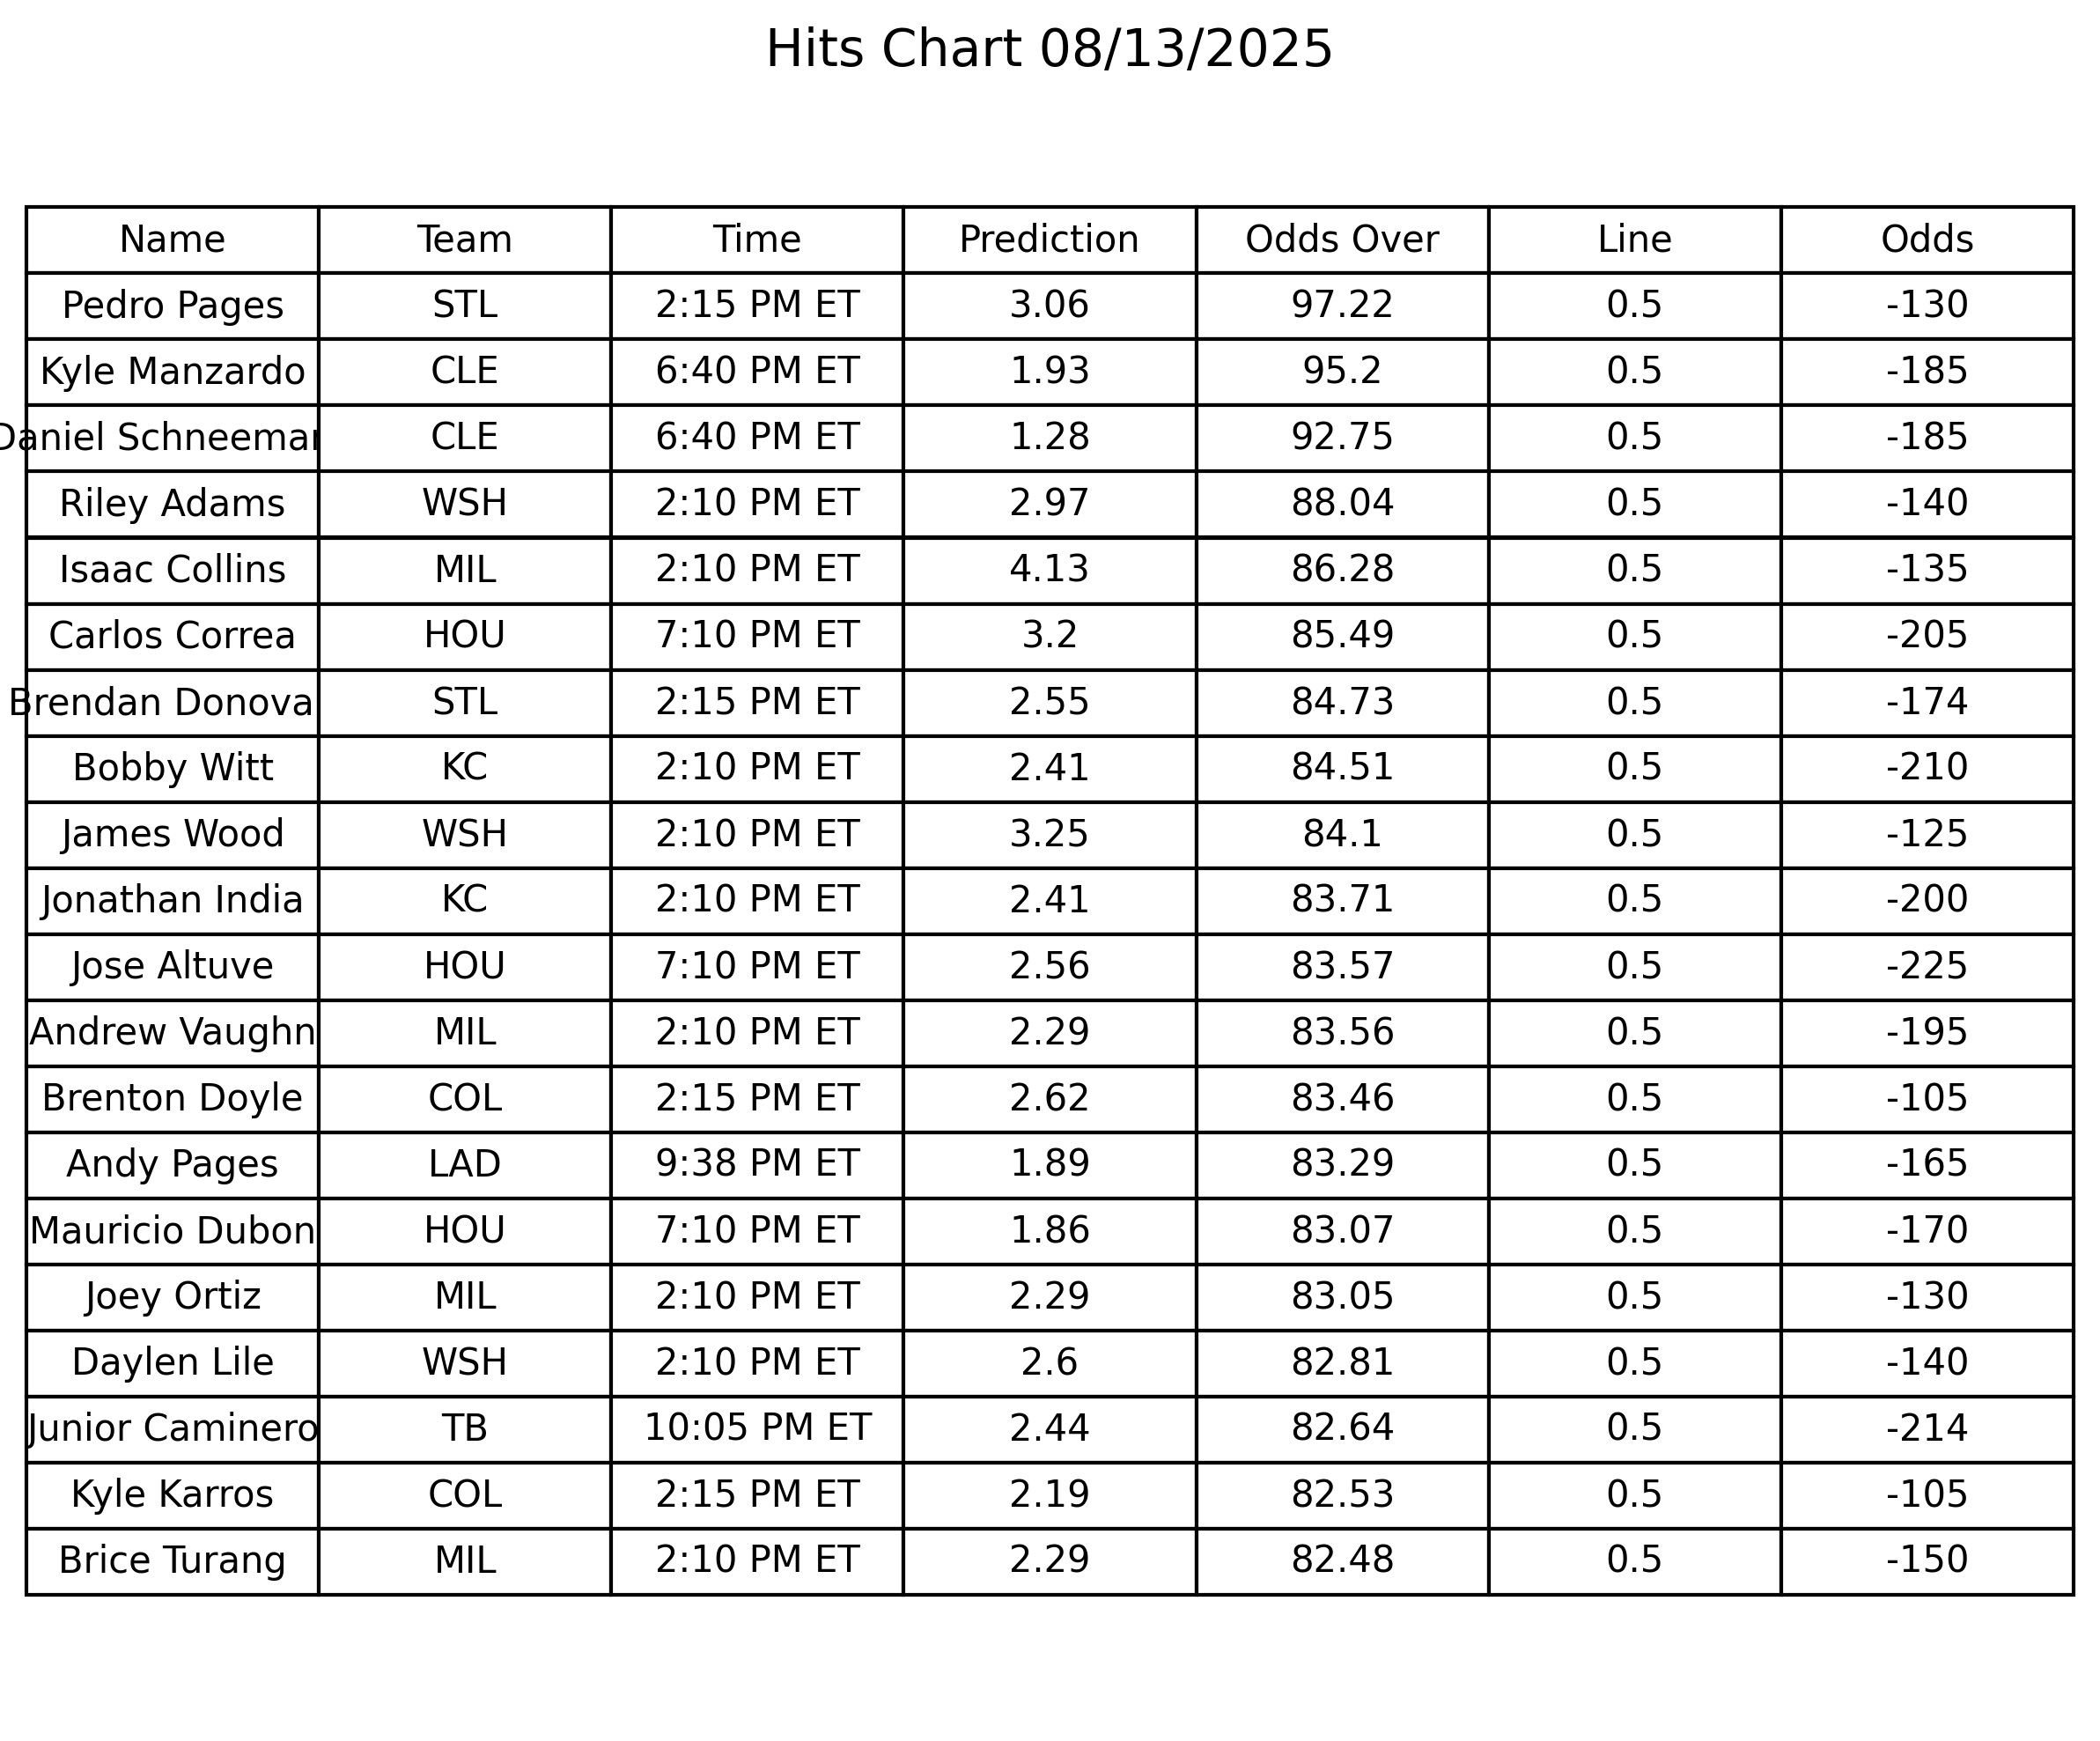 Hits Chart 08/13/2025
Name Team Time Prediction Odds Over Line Odds
Pedro Pages STL 2:15 PM ET 3.06 97.22 0.5 -130
Kyle Manzardo CLE 6:40 PM ET 1.93 95.2 0.5 -185
Daniel Schneeman CLE 6:40 PM ET 1.28 92.75 0.5 -185
Riley Adams WSH 2:10 PM ET 2.97 88.04 0.5 -140
Isaac Collins MIL 2:10 PM ET 4.13 86.28 0.5 -135
Carlos Correa HOU 7:10 PM ET 3.2 85.49 0.5 -205
Brendan Donova STL 2:15 PM ET 2.55 84.73 0.5 -174
Bobby Witt KC 2:10 PM ET 2.41 84.51 0.5 -210
James Wood WSH 2:10 PM ET 3.25 84.1 0.5 -125
Jonathan India KC 2:10 PM ET 2.41 83.71 0.5 -200
Jose Altuve HOU 7:10 PM ET 2.56 83.57 0.5 -225
Andrew Vaughn MIL 2:10 PM ET 2.29 83.56 0.5 -195
Brenton Doyle COL 2:15 PM ET 2.62 83.46 0.5 -105
Andy Pages LAD 9:38 PM ET 1.89 83.29 0.5 -165
Mauricio Dubon HOU 7:10 PM ET 1.86 83.07 0.5 -170
Joey Ortiz MIL 2:10 PM ET 2.29 83.05 0.5 -130
Daylen Lile WSH 2:10 PM ET 2.6 82.81 0.5 -140
Junior Caminero TB 10:05 PM ET 2.44 82.64 0.5 -214
Kyle Karros COL 2:15 PM ET 2.19 82.53 0.5 -105
Brice Turang MIL 2:10 PM ET 2.29 82.48 0.5 -150